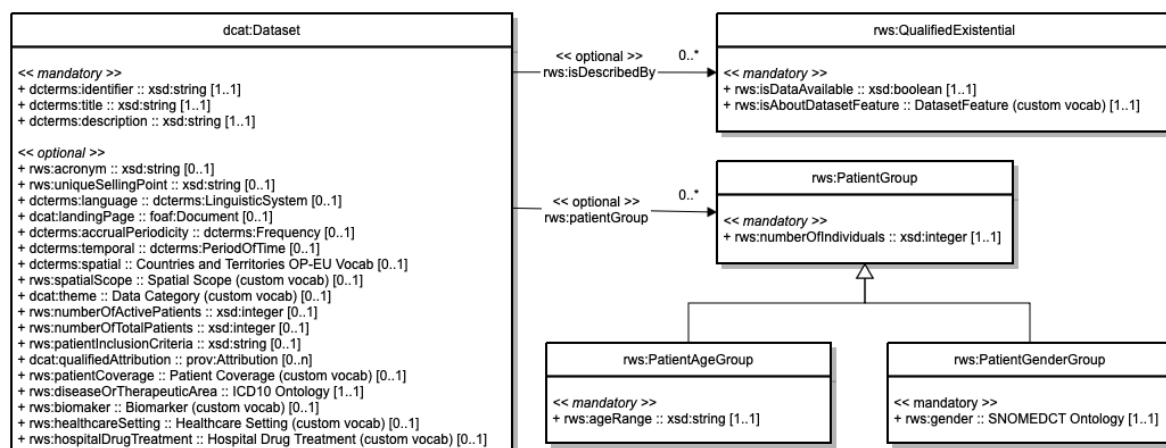 dcat:Dataset
<< mandatory >>
+ dcterms:identifier :: xsd:string [1..1]
+ dcterms:title :: xsd:string [1..1]
+ dcterms:description :: xsd:string [1..1]
<< optional >>
+ rws:acronym :: xsd:string [0..1]
+ rws:uniqueSellingPoint :: xsd:string [0..1]
+ dcterms:language :: dcterms:LinguisticSystem [0..1]
+ dcat:landingPage :: foaf:Document [0..1]
+ dcterms:accrualPeriodicity :: dcterms:Frequency [0..1]
+ dcterms:temporal :: dcterms:PeriodOfTime [0..1]
+ dcterms:spatial :: Countries and Territories OP-EU Vocab [0..1]
+ rws:spatialScope :: Spatial Scope (custom vocab) [0..1]
+ dcat:theme :: Data Category (custom vocab) [0..1]
+ rws:numberOfActivePatients :: xsd:integer [0..1]
+ rws:numberOfTotalPatients :: xsd:integer [0..1]
+ rws:patientInclusionCriteria :: xsd:string [0..1]
+ dcat:qualifiedAttribution :: prov:Attribution [0..n]
+ rws:patientCoverage :: Patient Coverage (custom vocab) [0..1]
+ rws:diseaseOrTherapeuticArea :: ICD10 Ontology [1..1]
+ rws:biomaker :: Biomarker (custom vocab) [0..1]
+ rws:healthcareSetting :: Healthcare Setting (custom vocab) [0..1]
+ rws:hospitalDrugTreatment :: Hospital Drug Treatment (custom vocab) [0..1]
<< optional >>
rws:isDescribedBy
0..*
rws:QualifiedExistential
<< mandatory >>
+ rws:isDataAvailable :: xsd:boolean [1..1]
+ rws:isAboutDatasetFeature :: DatasetFeature (custom vocab) [1..1]
<< optional >>
rws:patientGroup
0..*
rws:PatientGroup
<< mandatory >>
+ rws:numberOfIndividuals :: xsd:integer [1..1]
rws:PatientAgeGroup
<< mandatory >>
+ rws:ageRange :: xsd:string [1..1]
rws:PatientGenderGroup
<< mandatory >>
+ rws:gender :: SNOMEDCT Ontology [1..1]